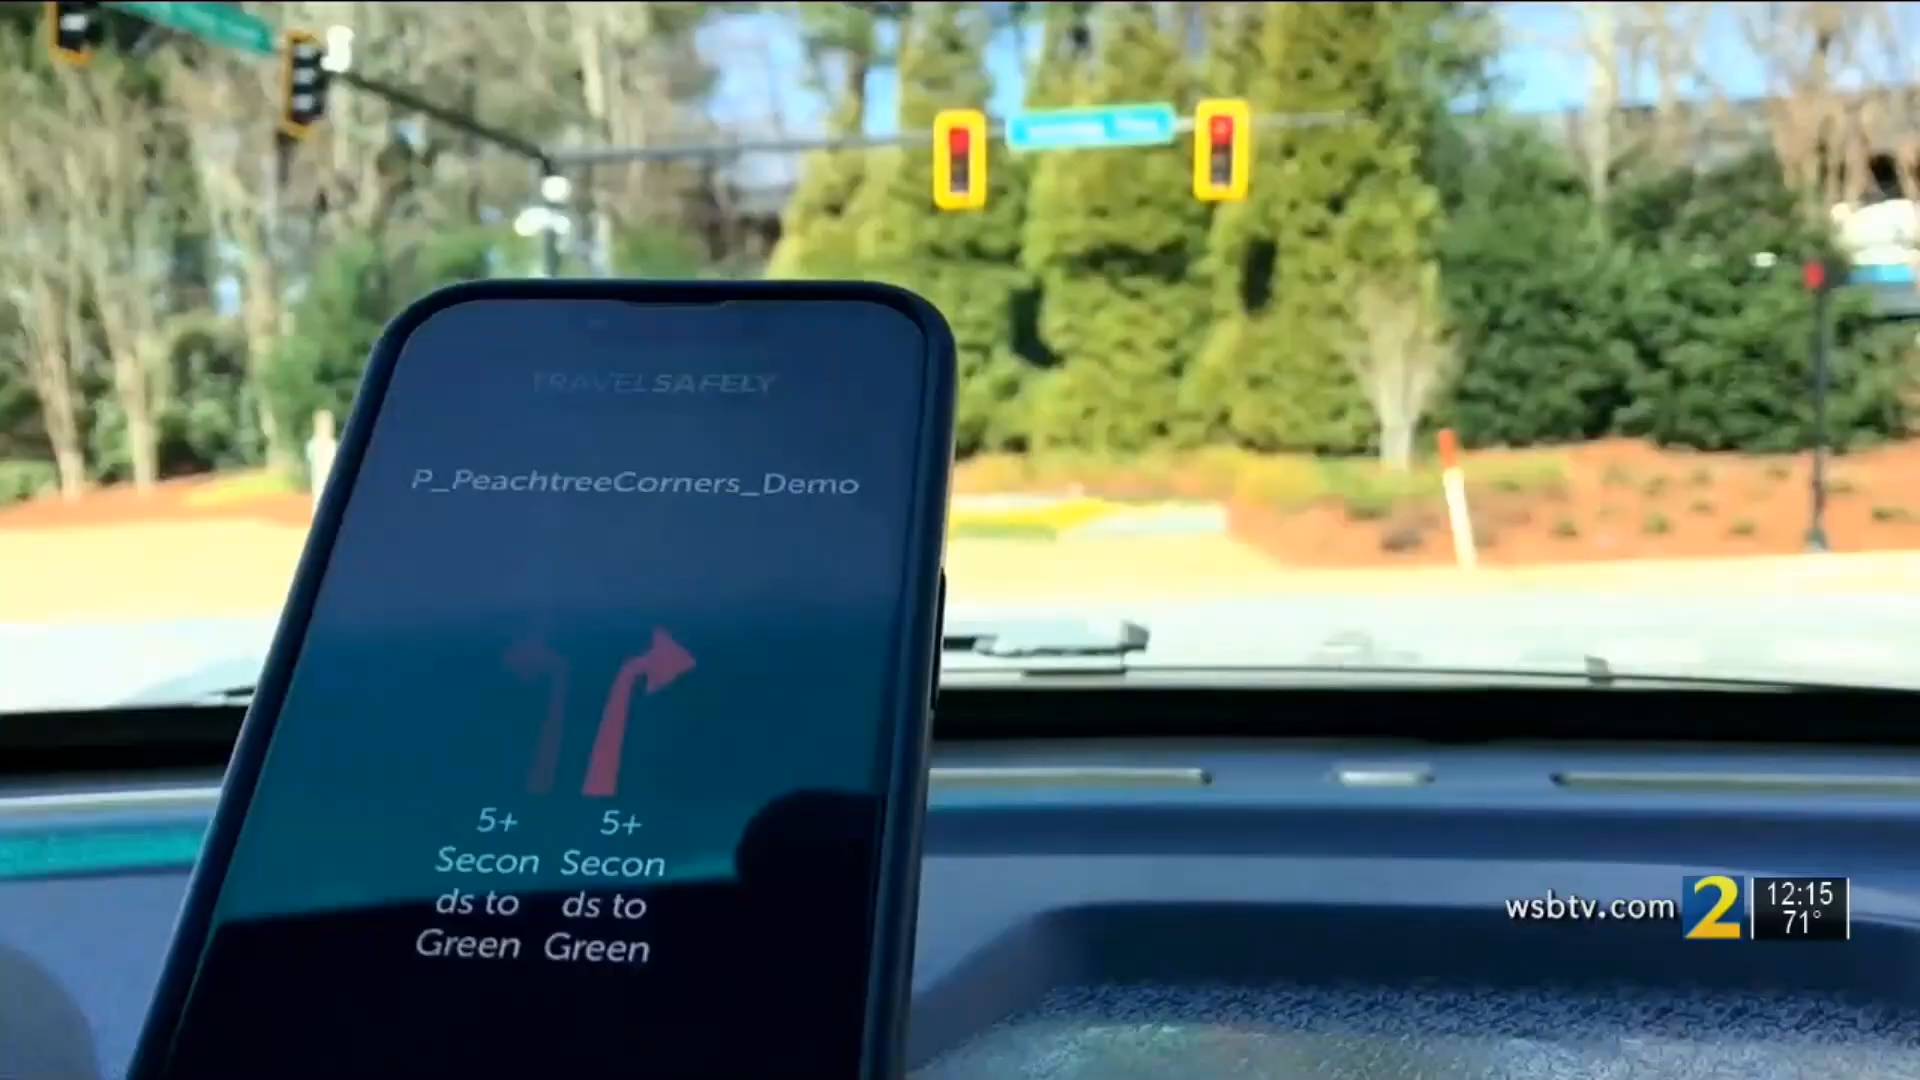 TRAVELSAFELY
P_PeachtreeCorners_Demo
5+ 5+
Secon Secon
ds to ds to
Green Green
wsbtv.com 2 12:15
71°